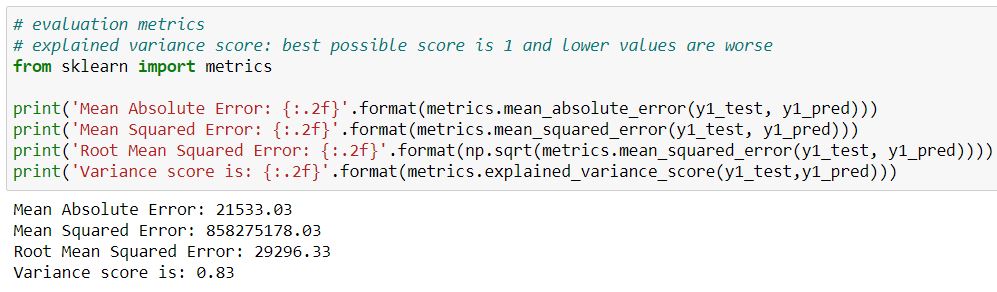 # evaluation metrics
# explained variance score: best possible score is 1 and lower values are worse
from sklearn import metrics
print('Mean Absolute Error: {:.2f}'.format(metrics.mean_absolute_error(y1_test, y1_pred)))
print('Mean Squared Error: {:.2f}'.format(metrics.mean_squared_error(y1_test, y1_pred)))
print('Root Mean Squared Error: {:.2f}'.format(np.sqrt(metrics.mean_squared_error(y1_test, y1_pred))))
print('Variance score is: {:.2f}'.format(metrics.explained_variance_score(y1_test,y1_pred)))
Mean Absolute Error: 21533.03
Mean Squared Error: 858275178.03
Root Mean Squared Error: 29296.33
Variance score is: 0.83